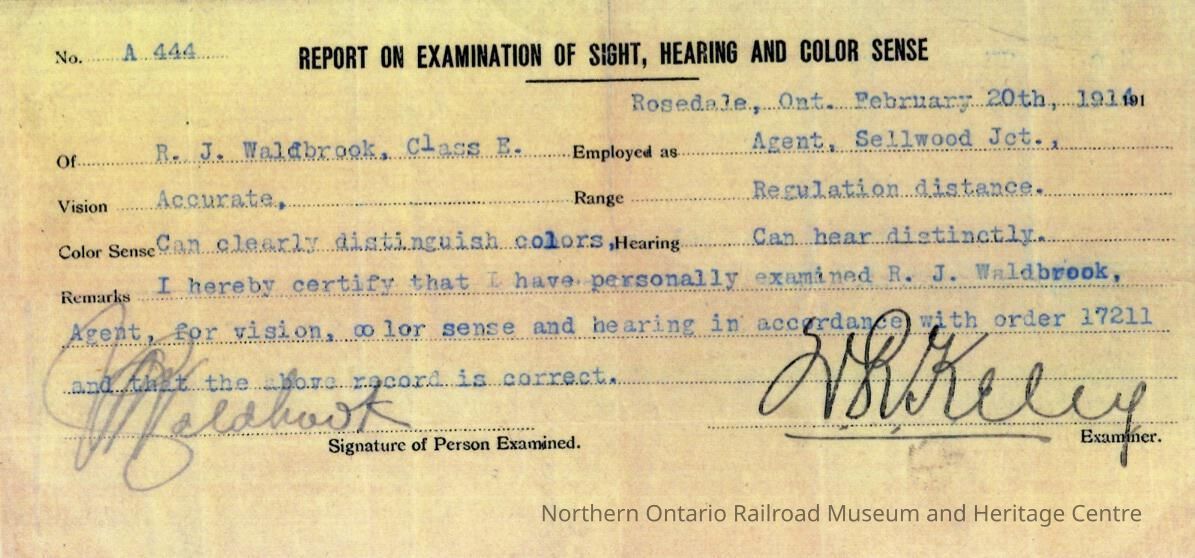 No. A 444 REPORT ON EXAMINATION OF SIGHT, HEARING AND COLOR SENSE
Rosedale, Ont. February 20th, 1914 191
Of R. J. Waldbrook, Class E. Employed as Agent, Sellwood Jct.,
Vision Accurate, Range Regulation distance.
Color Sense Can clearly distinguish colors, Hearing Can hear distinctly.
Remarks I hereby certify that I have personally examined R. J. Waldbrook,
Agent, for vision, co lor sense and hearing in accordance with order 17211
and that the above record is correct.
RJ Waldbrook W R Kelley
Signature of Person Examined. Examiner.
Northern Ontario Railroad Museum and Heritage Centre